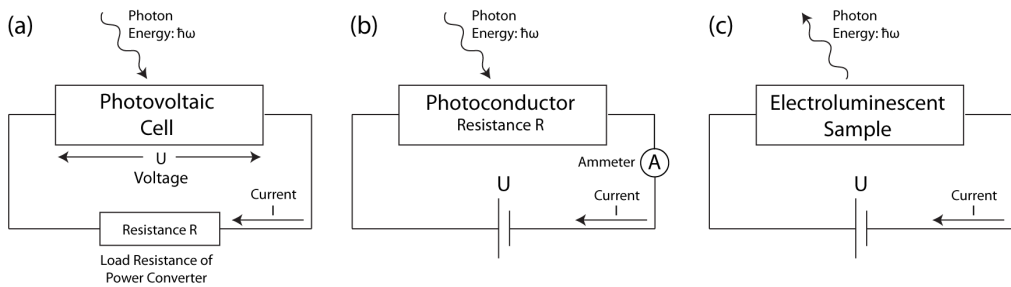 (a)
Photon
Energy: ħω
Photovoltaic
Cell
U
Voltage
Current
I
Resistance R
Load Resistance of
Power Converter
(b)
Photon
Energy: ħω
Photoconductor
Resistance R
Ammeter
A
U
Current
I
(c)
Photon
Energy: ħω
Electroluminescent
Sample
U
Current
I